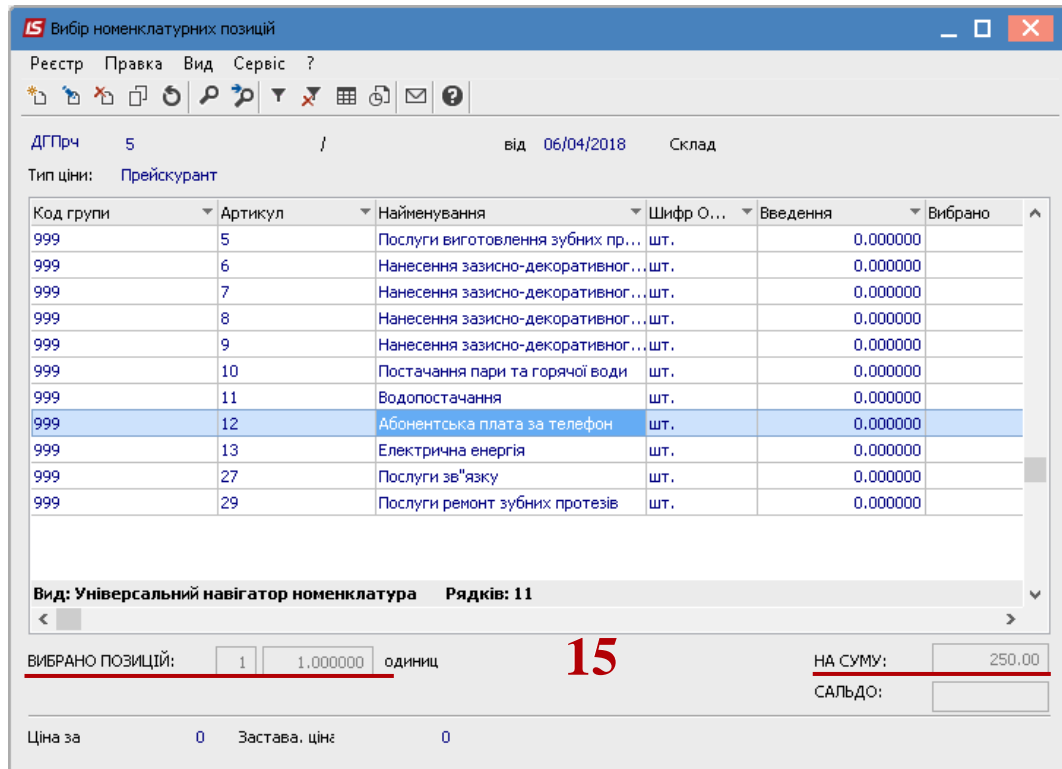 Вибір номенклатурних позицій
Реєстр Правка Вид Сервіс ?
ДГПрч 5 / від 06/04/2018 Склад
Тип ціни: Прейскурант
Код групи Артикул Найменування Шифр О... Введення Вибрано
999 5 Послуги виготовлення зубних пр... шт. 0.000000
999 6 Нанесення зазисно-декоративног... шт. 0.000000
999 7 Нанесення зазисно-декоративног... шт. 0.000000
999 8 Нанесення зазисно-декоративног... шт. 0.000000
999 9 Нанесення зазисно-декоративног... шт. 0.000000
999 10 Постачання пари та горячої води шт. 0.000000
999 11 Водопостачання шт. 0.000000
999 12 Абонентська плата за телефон шт. 0.000000
999 13 Електрична енергія шт. 0.000000
999 27 Послуги зв"язку шт. 0.000000
999 29 Послуги ремонт зубних протезів шт. 0.000000
Вид: Універсальний навігатор номенклатура Рядків: 11
ВИБРАНО ПОЗИЦІЙ: 1 1.000000 одиниц 15 НА СУМУ: 250.00
САЛЬДО:
Ціна за 0 Застава. ціна 0